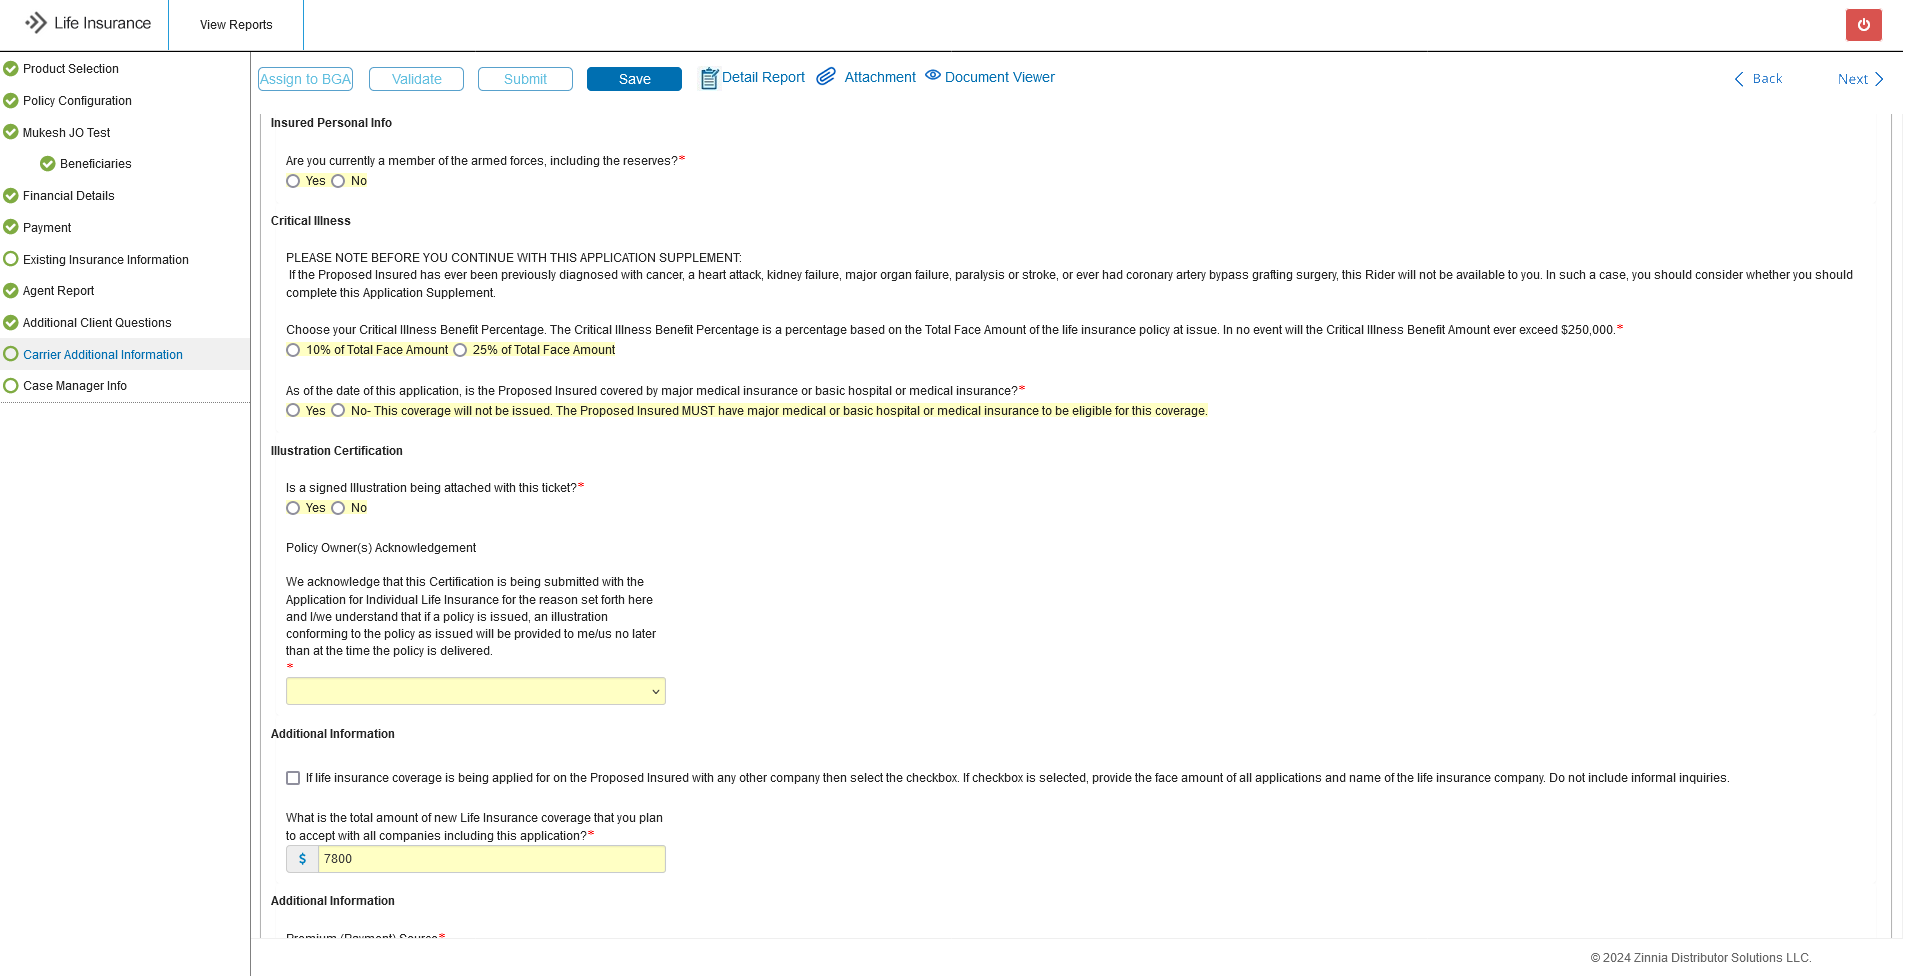 Life Insurance
View Reports
Product Selection
Policy Configuration
Mukesh JO Test
Beneficiaries
Financial Details
Payment
Existing Insurance Information
Agent Report
Additional Client Questions
Carrier Additional Information
Case Manager Info
Assign to BGA Validate Submit Save Detail Report Attachment Document Viewer Back Next
Insured Personal Info
Are you currently a member of the armed forces, including the reserves?*
Yes No
Critical Illness
PLEASE NOTE BEFORE YOU CONTINUE WITH THIS APPLICATION SUPPLEMENT:
If the Proposed Insured has ever been previously diagnosed with cancer, a heart attack, kidney failure, major organ failure, paralysis or stroke, or ever had coronary artery bypass grafting surgery, this Rider will not be available to you. In such a case, you should consider whether you should
complete this Application Supplement.
Choose your Critical Illness Benefit Percentage. The Critical Illness Benefit Percentage is a percentage based on the Total Face Amount of the life insurance policy at issue. In no event will the Critical Illness Benefit Amount ever exceed $250,000.*
10% of Total Face Amount 25% of Total Face Amount
As of the date of this application, is the Proposed Insured covered by major medical insurance or basic hospital or medical insurance?*
Yes No- This coverage will not be issued. The Proposed Insured MUST have major medical or basic hospital or medical insurance to be eligible for this coverage.
Illustration Certification
Is a signed Illustration being attached with this ticket?*
Yes No
Policy Owner(s) Acknowledgement
We acknowledge that this Certification is being submitted with the
Application for Individual Life Insurance for the reason set forth here
and I/we understand that if a policy is issued, an illustration
conforming to the policy as issued will be provided to me/us no later
than at the time the policy is delivered.
*
Additional Information
If life insurance coverage is being applied for on the Proposed Insured with any other company then select the checkbox. If checkbox is selected, provide the face amount of all applications and name of the life insurance company. Do not include informal inquiries.
What is the total amount of new Life Insurance coverage that you plan
to accept with all companies including this application?*
$ 7800
Additional Information
Premium (Payment) Source*
© 2024 Zinnia Distributor Solutions LLC.